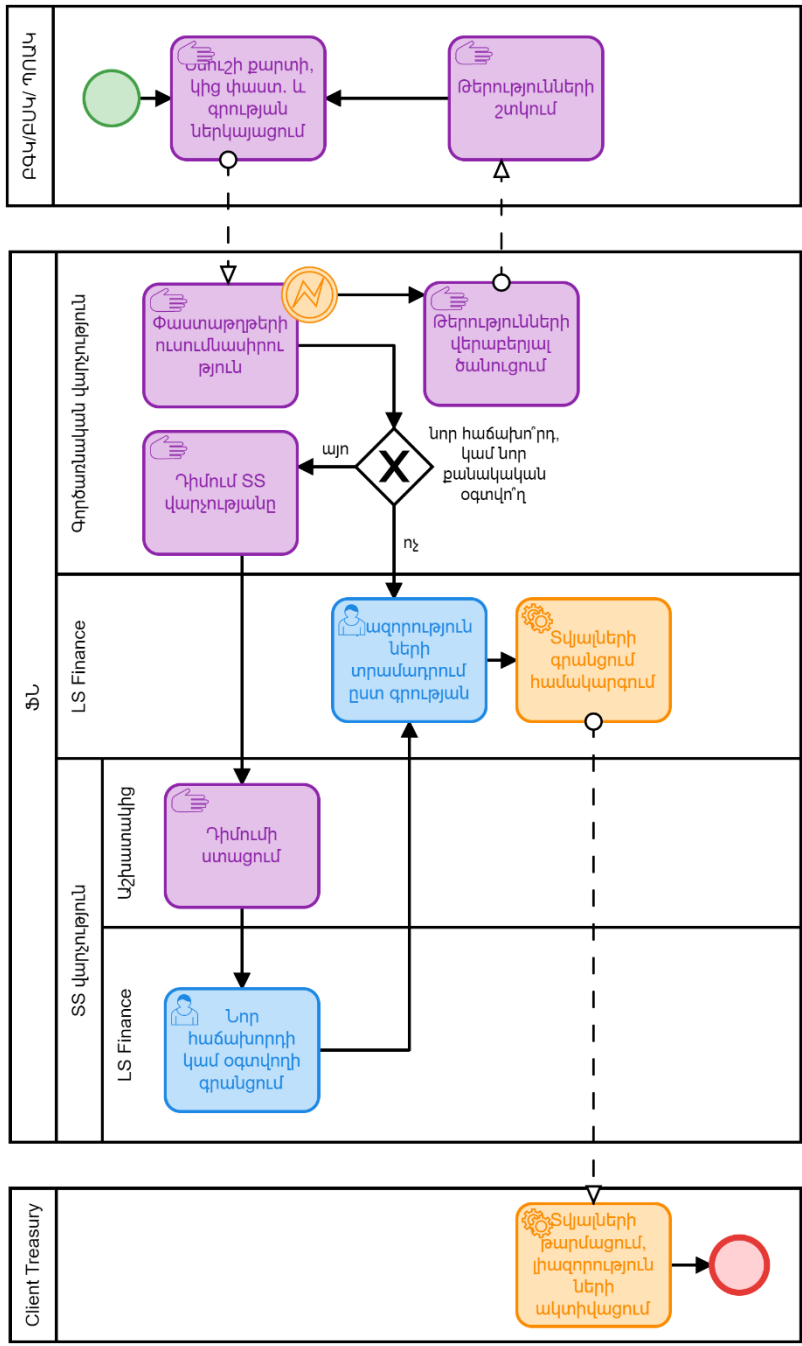 ԲԳԿ/ԲՍԿ/ ՊՈԱԿ
քարտի,
կից փաստ. և
գրության
ներկայացում
Թերությունների
շտկում
ՖՆ
Գործառնական վարչություն
Փաստաթղթերի
ուսումնասիրու
թյուն
Թերությունների
վերաբերյալ
ծանուցում
այո
նոր հաճախո՞րդ,
կամ նոր
քանակական
օգտվո՞ղ
Դիմում ՏՏ
վարչությանը
ոչ
LS Finance
ազորություն
ների
տրամադրում
ըստ գրության
Տվյալների
գրանցում
համակարգում
ՏՏ վարչություն
Աշխատակից
Դիմումի
ստացում
LS Finance
Նոր
հաճախորդի
կամ օգտվողի
գրանցում
Client Treasury
Տվյալների
թարմացում,
լիազորություն
ների
ակտիվացում